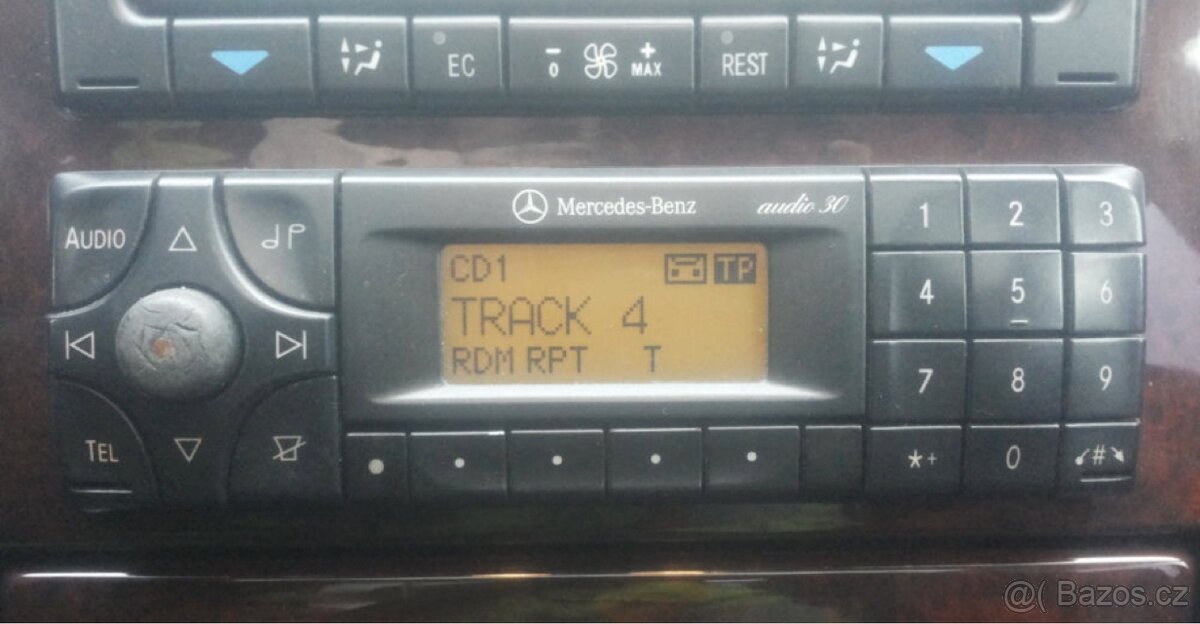 EC
- 0
+ MAX
REST
Mercedes-Benz audio 30
AUDIO
TEL
CD1 TP
TRACK 4
RDM RPT T
1 2 3
4 5 6
7 8 9
*+ 0 #
@( Bazos.cz